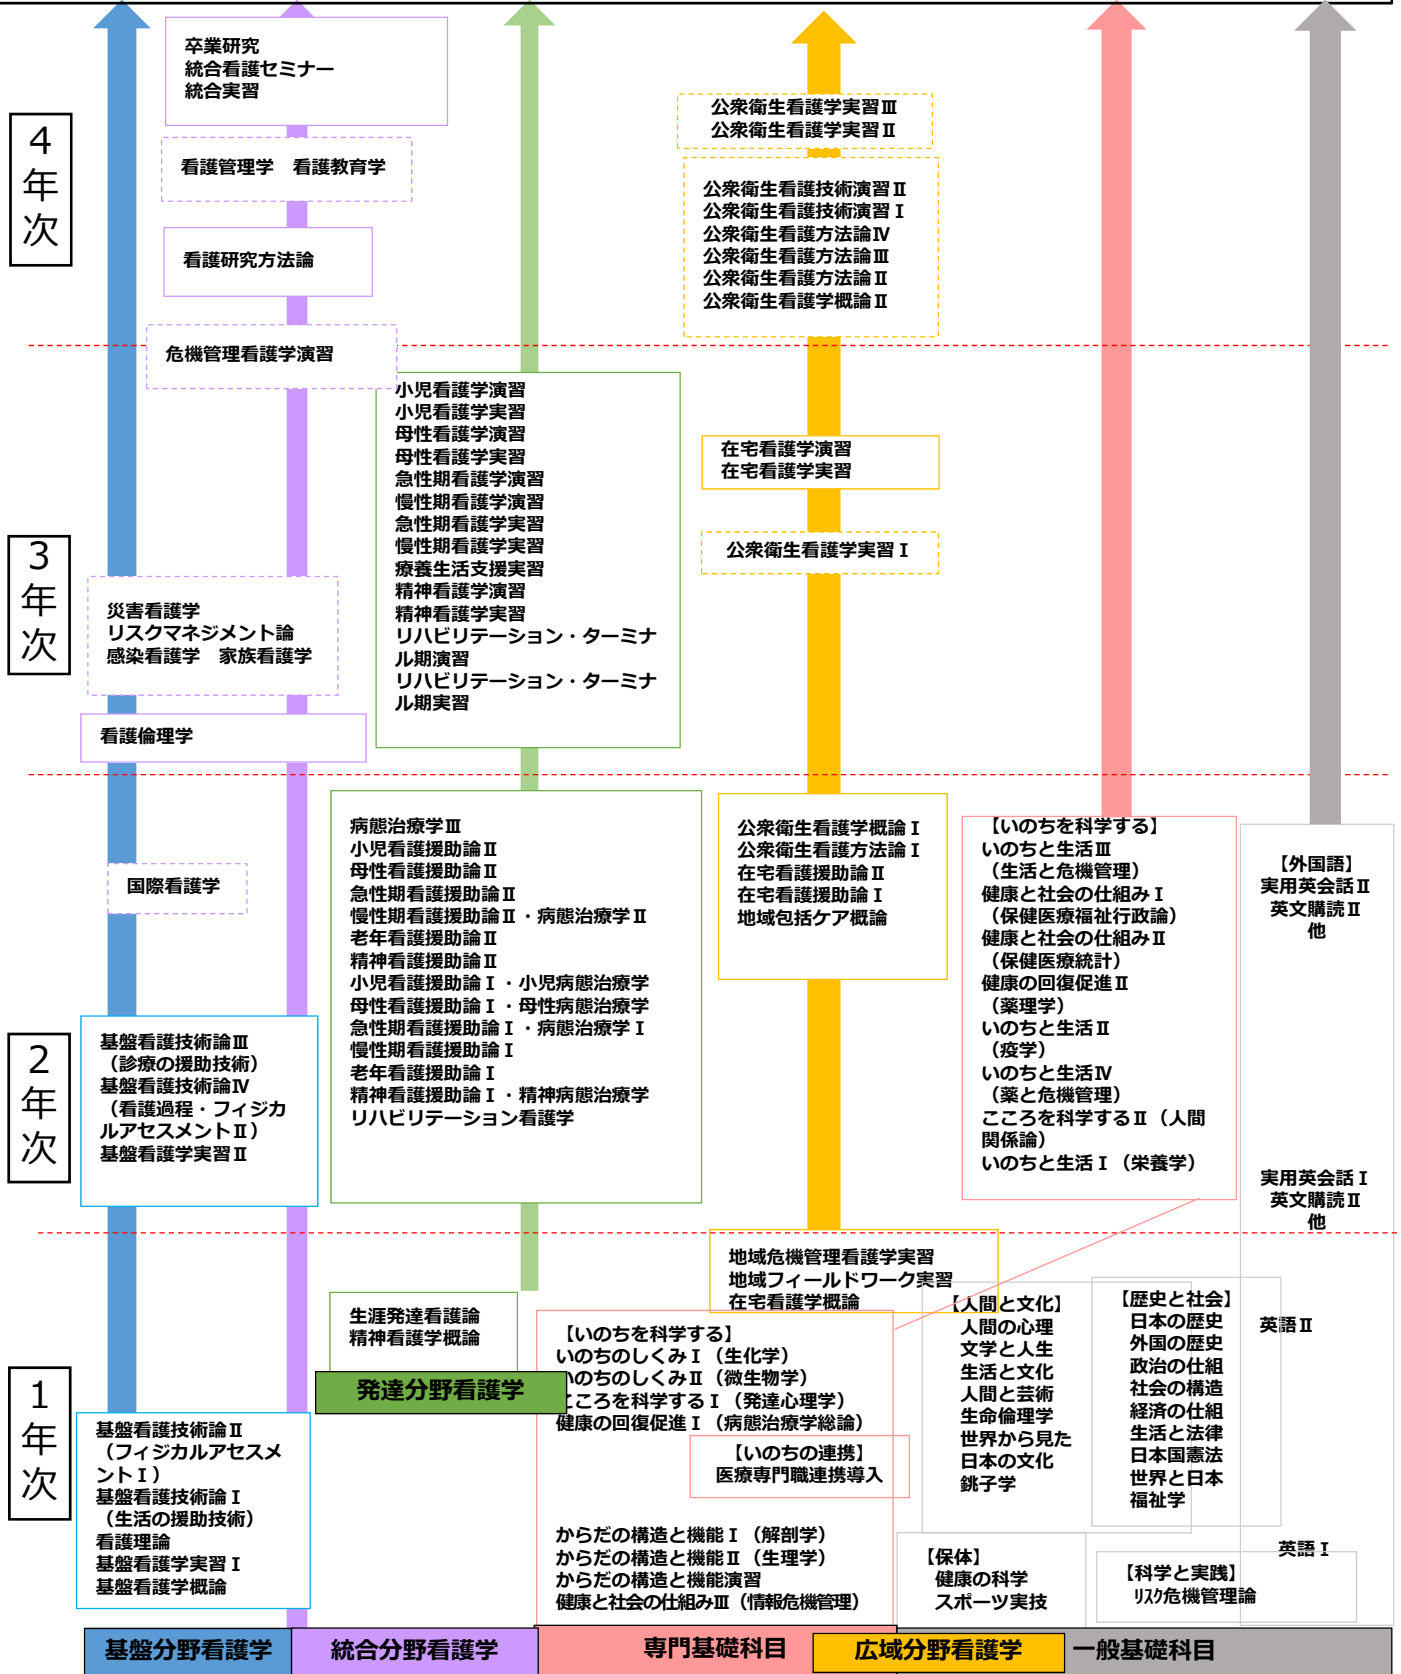 4
年
次
卒業研究
統合看護セミナー
統合実習
看護管理学　看護教育学
看護研究方法論
危機管理看護学演習
公衆衛生看護学実習Ⅲ
公衆衛生看護学実習Ⅱ
公衆衛生看護技術演習Ⅱ
公衆衛生看護技術演習Ⅰ
公衆衛生看護方法論Ⅳ
公衆衛生看護方法論Ⅲ
公衆衛生看護方法論Ⅱ
公衆衛生看護学概論Ⅱ
3
年
次
災害看護学
リスクマネジメント論
感染看護学　家族看護学
看護倫理学
小児看護学演習
小児看護学実習
母性看護学演習
母性看護学実習
急性期看護学演習
慢性期看護学演習
急性期看護学実習
慢性期看護学実習
療養生活支援実習
精神看護学演習
精神看護学実習
リハビリテーション・ターミナ
ル期演習
リハビリテーション・ターミナ
ル期実習
在宅看護学演習
在宅看護学実習
公衆衛生看護学実習Ⅰ
2
年
次
国際看護学
基盤看護技術論Ⅲ
（診療の援助技術）
基盤看護技術論Ⅳ
（看護過程・フィジカ
ルアセスメントⅡ）
基盤看護学実習Ⅱ
病態治療学Ⅲ
小児看護援助論Ⅱ
母性看護援助論Ⅱ
急性期看護援助論Ⅱ
慢性期看護援助論Ⅱ・病態治療学Ⅱ
老年看護援助論Ⅱ
精神看護援助論Ⅱ
小児看護援助論Ⅰ・小児病態治療学
母性看護援助論Ⅰ・母性病態治療学
急性期看護援助論Ⅰ・病態治療学Ⅰ
慢性期看護援助論Ⅰ
老年看護援助論Ⅰ
精神看護援助論Ⅰ・精神病態治療学
リハビリテーション看護学
公衆衛生看護学概論Ⅰ
公衆衛生看護方法論Ⅰ
在宅看護援助論Ⅱ
在宅看護援助論Ⅰ
地域包括ケア概論
【いのちを科学する】
いのちと生活Ⅲ
（生活と危機管理）
健康と社会の仕組みⅠ
（保健医療福祉行政論）
健康と社会の仕組みⅡ
（保健医療統計）
健康の回復促進Ⅱ
（薬理学）
いのちと生活Ⅱ
（疫学）
いのちと生活Ⅳ
（薬と危機管理）
こころを科学するⅡ（人間
関係論）
いのちと生活Ⅰ（栄養学）
【外国語】
実用英会話Ⅱ
英文購読Ⅱ
他
実用英会話Ⅰ
英文購読Ⅱ
他
1
年
次
基盤看護技術論Ⅱ
（フィジカルアセスメ
ントⅠ）
基盤看護技術論Ⅰ
（生活の援助技術）
看護理論
基盤看護学実習Ⅰ
基盤看護学概論
生涯発達看護論
精神看護学概論
発達分野看護学
地域危機管理看護学実習
地域フィールドワーク実習
在宅看護学概論
【いのちを科学する】
いのちのしくみⅠ（生化学）
いのちのしくみⅡ（微生物学）
こころを科学するⅠ（発達心理学）
健康の回復促進Ⅰ（病態治療学総論）
【いのちの連携】
医療専門職連携導入
からだの構造と機能Ⅰ（解剖学）
からだの構造と機能Ⅱ（生理学）
からだの構造と機能演習
健康と社会の仕組みⅢ（情報危機管理）
【人間と文化】
人間の心理
文学と人生
生活と文化
人間と芸術
生命倫理学
世界から見た
日本の文化
銚子学
【歴史と社会】
日本の歴史
外国の歴史
政治の仕組
社会の構造
経済の仕組
生活と法律
日本国憲法
世界と日本
福祉学
英語Ⅱ
英語Ⅰ
【保体】
健康の科学
スポーツ実技
【科学と実践】
リスク危機管理論
基盤分野看護学
統合分野看護学
専門基礎科目
広域分野看護学
一般基礎科目